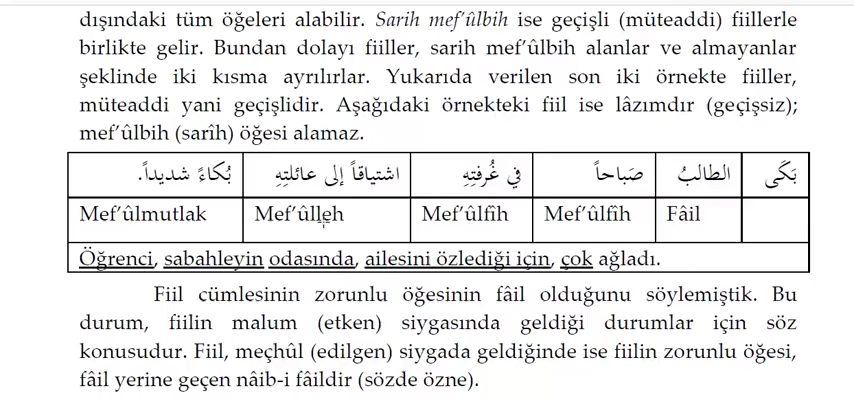 dışındaki tüm öğeleri alabilir. Sarih mef’ûlbih ise geçişli (müteaddi) fiillerle
birlikte gelir. Bundan dolayı fiiller, sarih mef’ûlbih alanlar ve almayanlar
şeklinde iki kısma ayrılırlar. Yukarıda verilen son iki örnekte fiiller,
müteaddi yani geçişlidir. Aşağıdaki örnekteki fiil ise lâzımdır (geçişsiz);
mef’ûlbih (sarîh) öğesi alamaz.
بَكَى الطالبُ صَباحاً في غُرفتِهِ اشتياقاً إلى عائلتِهِ بُكاءً شديداً.
Mef’ûlmutlak Mef’ûlleh Mef’ûlfîh Mef’ûlfîh Fâil
Öğrenci, sabahleyin odasında, ailesini özlediği için, çok ağladı.
Fiil cümlesinin zorunlu öğesinin fâil olduğunu söylemiştik. Bu
durum, fiilin malum (etken) siygasında geldiği durumlar için söz
konusudur. Fiil, meçhûl (edilgen) siygada geldiğinde ise fiilin zorunlu öğesi,
fâil yerine geçen nâib-i fâildir (sözde özne).